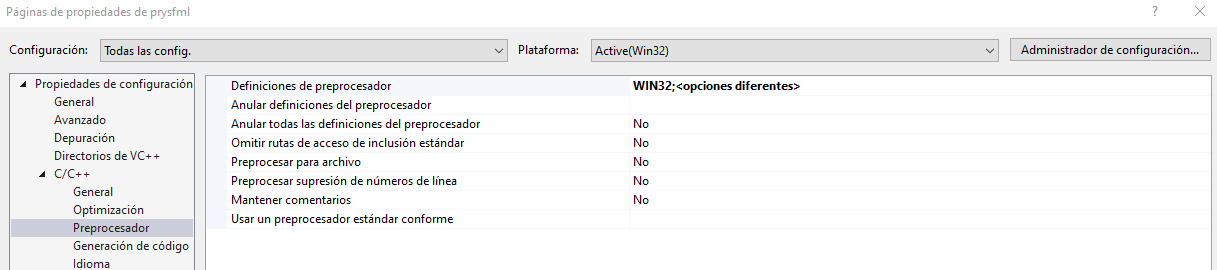 Páginas de propiedades de prysfml
?
Configuración: Todas las config. Plataforma: Active(Win32) Administrador de configuración...
Propiedades de configuración
General
Avanzado
Depuración
Directorios de VC++
C/C++
General
Optimización
Preprocesador
Generación de código
Idioma
Definiciones de preprocesador WIN32;<opciones diferentes>
Anular definiciones del preprocesador
Anular todas las definiciones del preprocesador No
Omitir rutas de acceso de inclusión estándar No
Preprocesar para archivo No
Preprocesar supresión de números de línea No
Mantener comentarios No
Usar un preprocesador estándar conforme